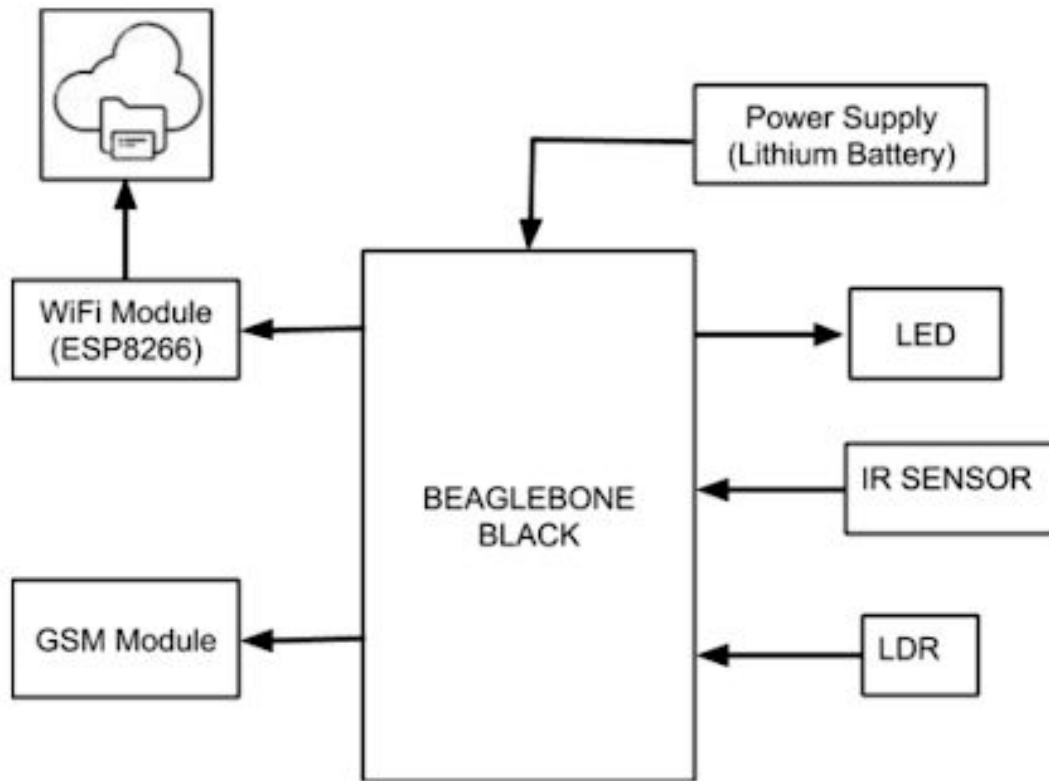 Power Supply
(Lithium Battery)
WiFi Module
(ESP8266)
LED
BEAGLEBONE
BLACK
IR SENSOR
GSM Module
LDR